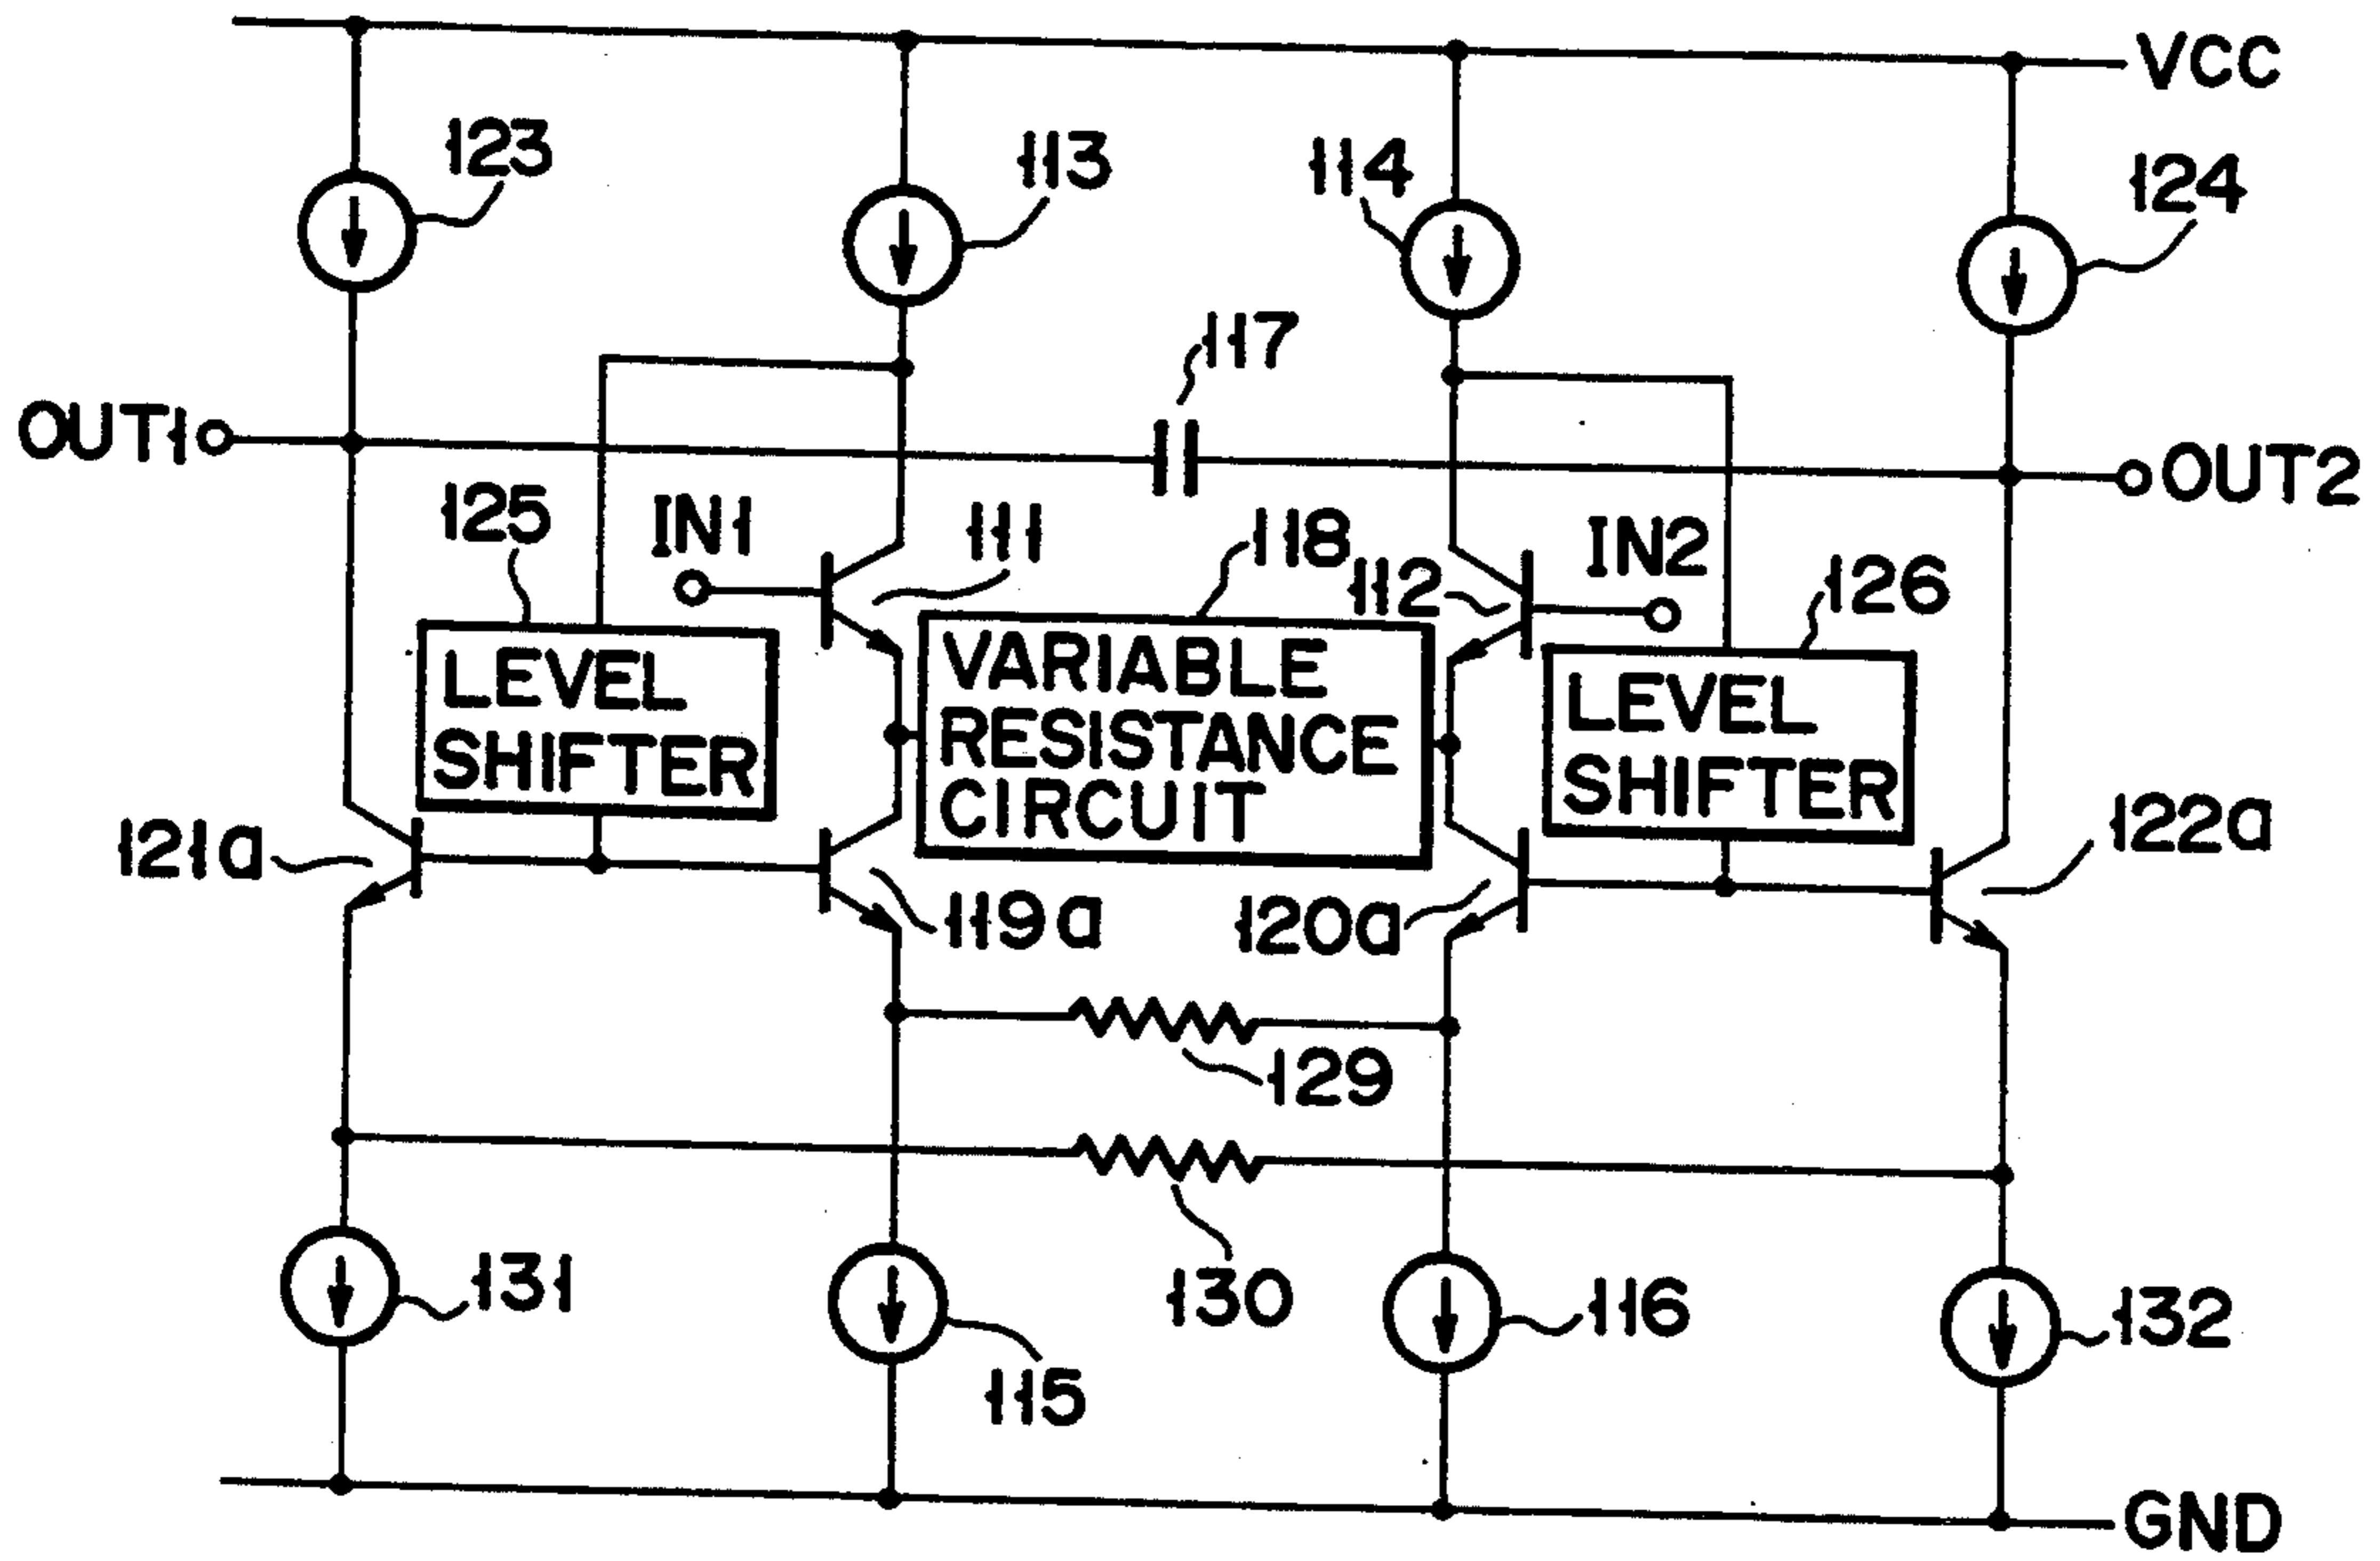 VCC
123
113
114
124
117
OUT1
OUT2
125
IN1
111
118
112
IN2
126
LEVEL
SHIFTER
VARIABLE
RESISTANCE
CIRCUIT
LEVEL
SHIFTER
121a
119a
120a
122a
129
130
131
115
116
132
GND